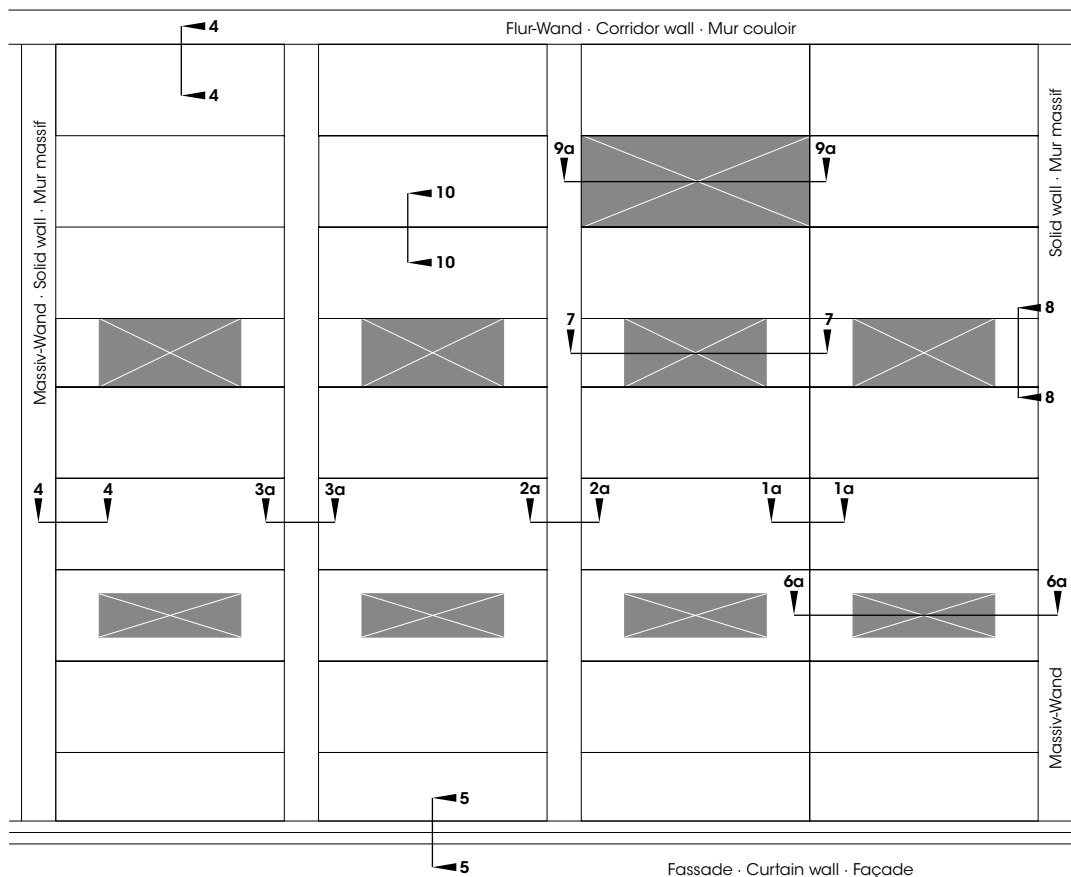 4
Flur-Wand · Corridor wall · Mur couloir
4
Massiv-Wand · Solid wall · Mur massif
Solid wall · Mur massif
9a 9a
10
10
7 7
8
8
4 4 3a 3a 2a 2a 1a 1a
6a 6a
Massiv-Wand
5
5
Fassade · Curtain wall · Façade